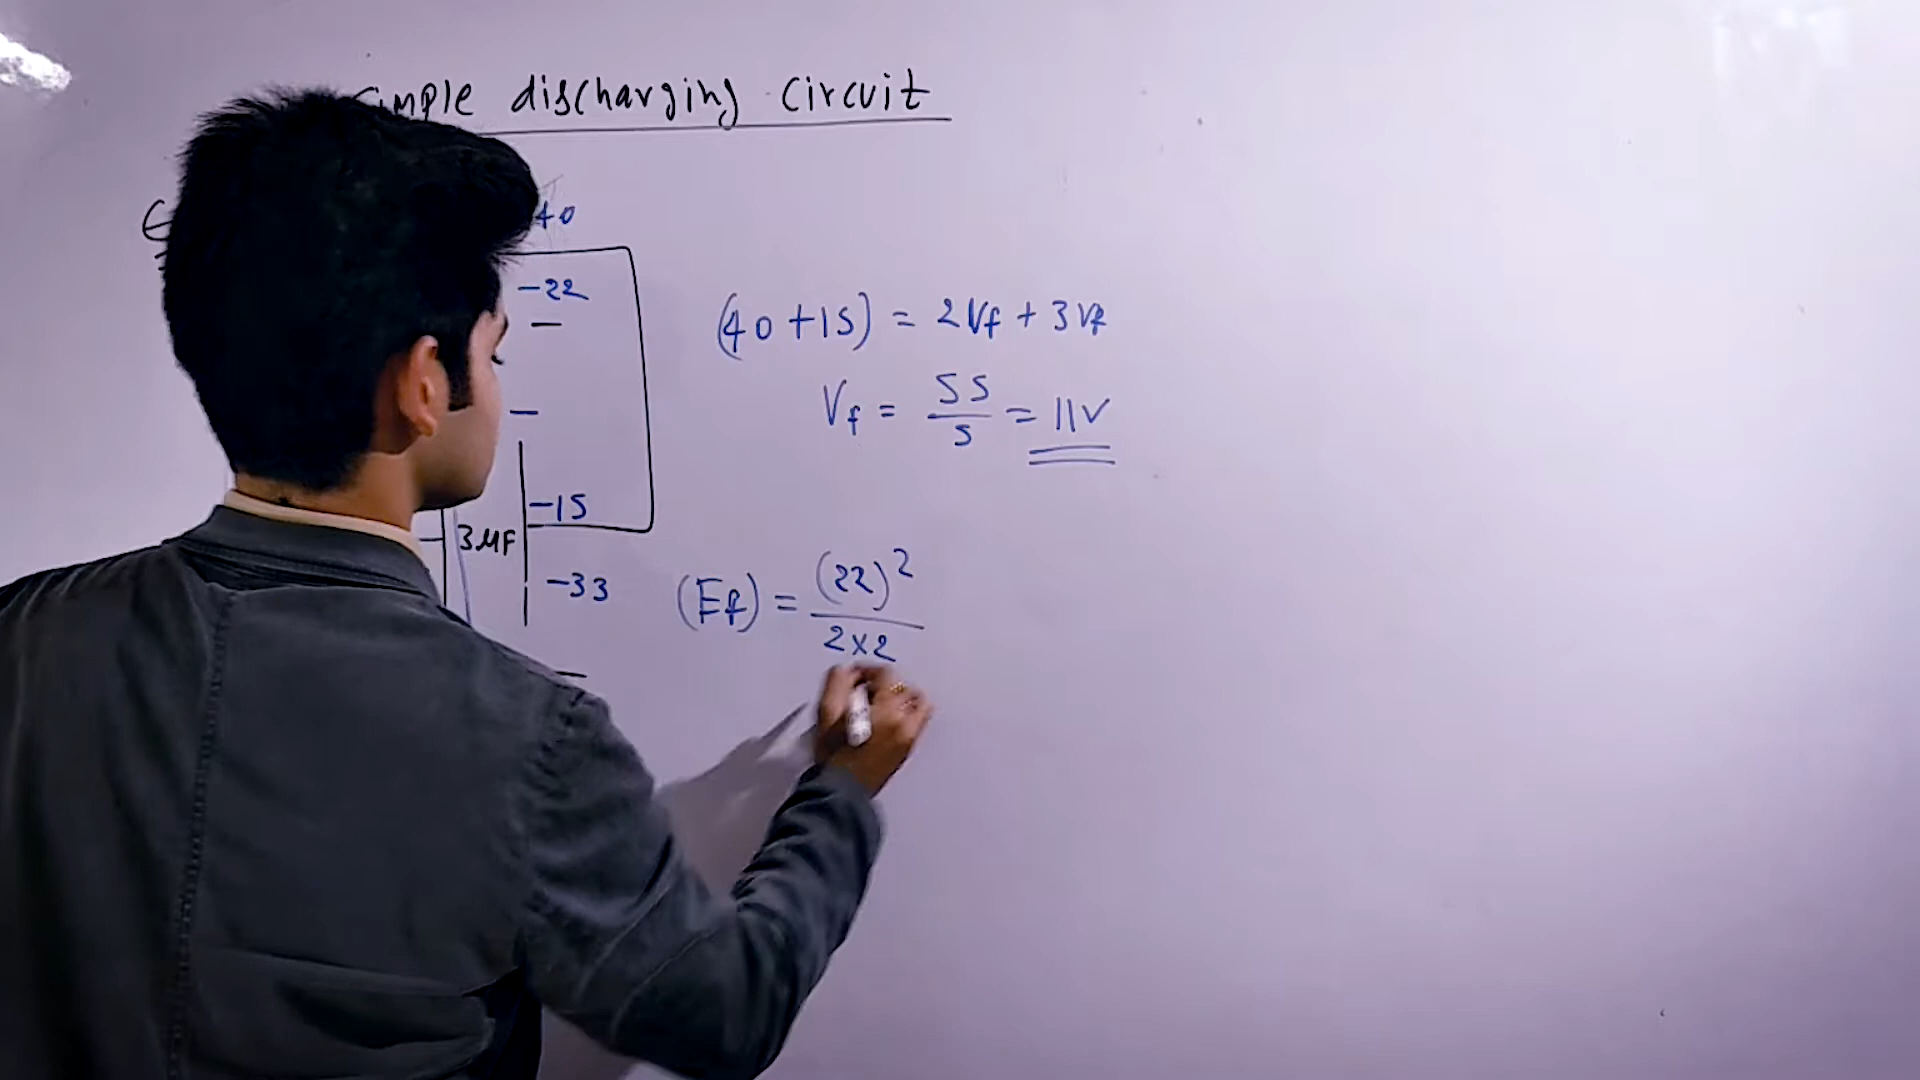 simple discharging circuit
40
-22
(40+15) = 2Vf + 3Vf
Vf = 55/5 = 11V
-15
3μF
-33
(Ef) = (22)²/2×2